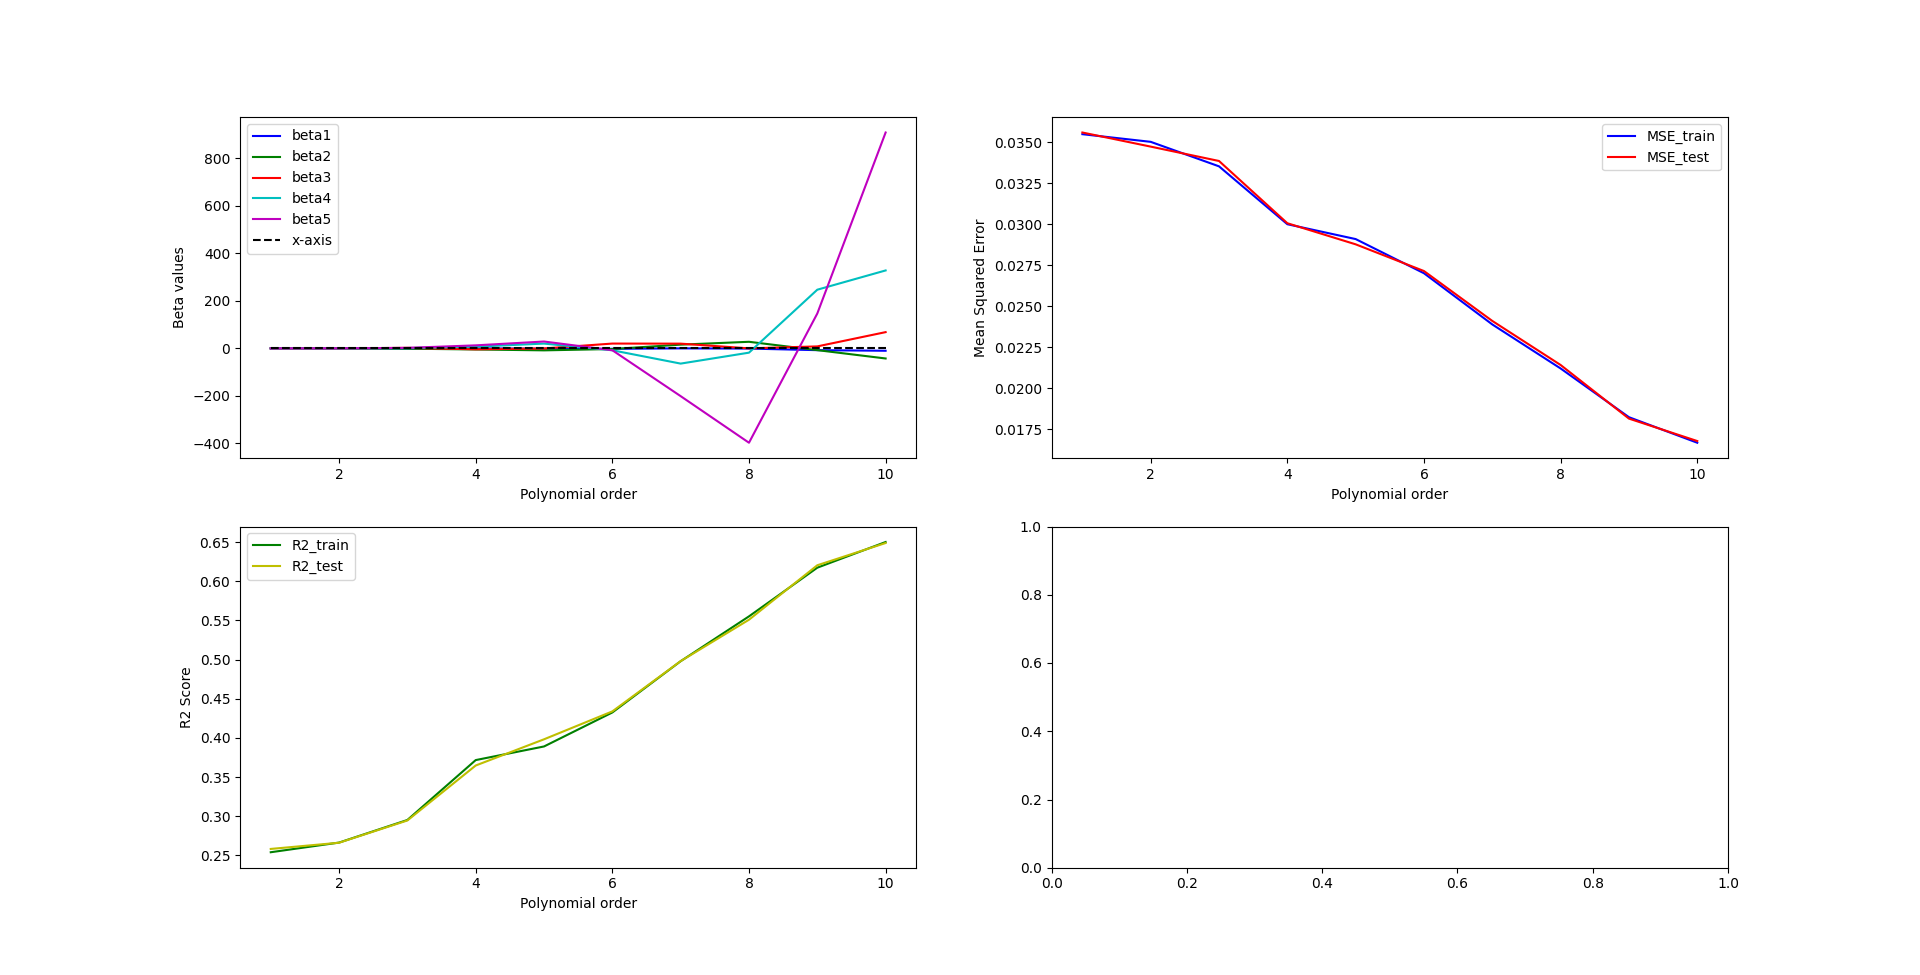 beta1
beta2
beta3
beta4
beta5
x-axis
800
600
400
200
0
−200
−400
Beta values
2 4 6 8 10
Polynomial order
MSE_train
MSE_test
0.0350
0.0325
0.0300
0.0275
0.0250
0.0225
0.0200
0.0175
Mean Squared Error
2 4 6 8 10
Polynomial order
R2_train
R2_test
0.65
0.60
0.55
0.50
0.45
0.40
0.35
0.30
0.25
R2 Score
2 4 6 8 10
Polynomial order
1.0
0.8
0.6
0.4
0.2
0.0
0.0 0.2 0.4 0.6 0.8 1.0